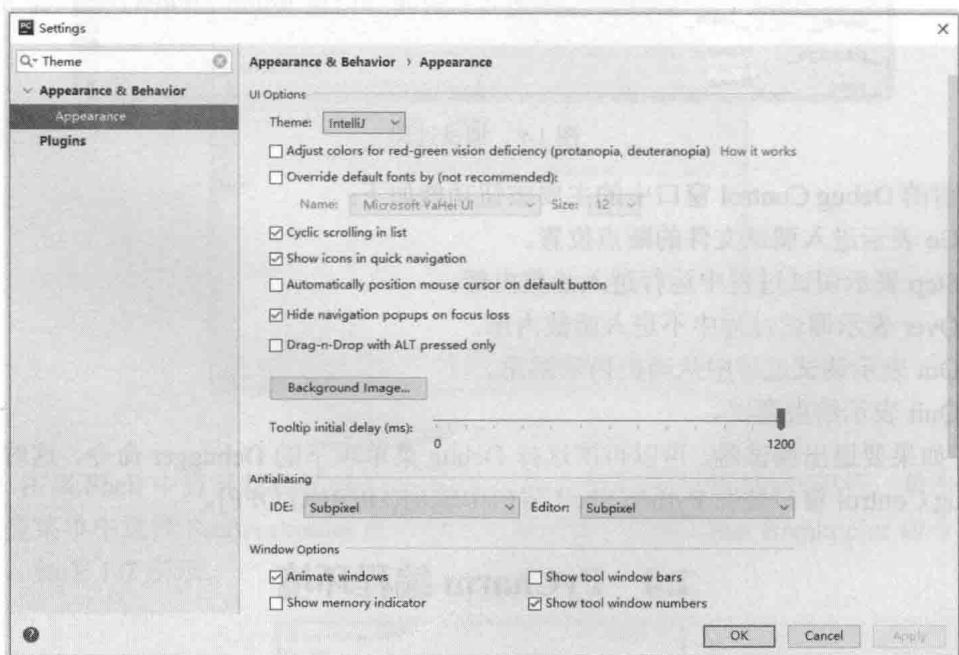 PC Settings
Theme
Appearance & Behavior
Appearance
Plugins
Appearance & Behavior › Appearance
UI Options
Theme: IntelliJ
Adjust colors for red-green vision deficiency (protanopia, deuteranopia) How it works
Override default fonts by (not recommended):
Name: Microsoft YaHei UI Size: 12
Cyclic scrolling in list
Show icons in quick navigation
Automatically position mouse cursor on default button
Hide navigation popups on focus loss
Drag-n-Drop with ALT pressed only
Background Image...
Tooltip initial delay (ms):
0 1200
Antialiasing
IDE: Subpixel Editor: Subpixel
Window Options
Animate windows Show tool window bars
Show memory indicator Show tool window numbers
? OK Cancel Apply